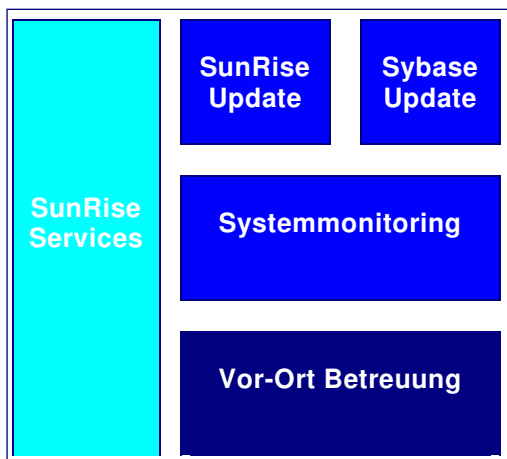 SunRise
Services
SunRise
Update
Sybase
Update
Systemmonitoring
Vor-Ort Betreuung